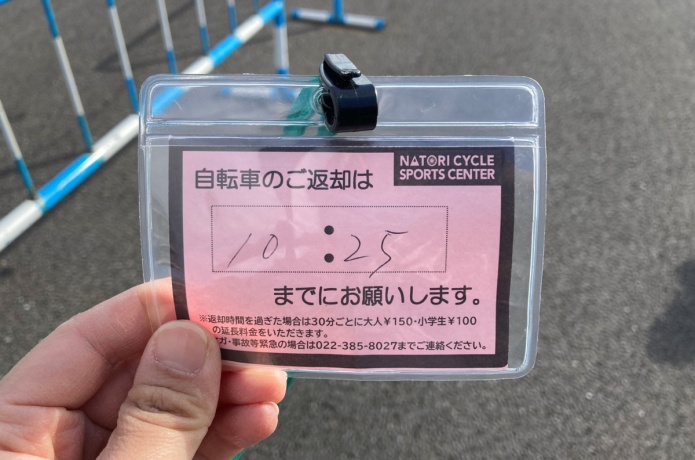 自転車のご返却は
NATORI CYCLE
SPORTS CENTER
10:25
までにお願いします。
※返却時間を過ぎた場合は30分ごとに大人¥150・小学生¥100
の延長料金をいただきます。
ガ・事故等緊急の場合は022-385-8027までご連絡ください。